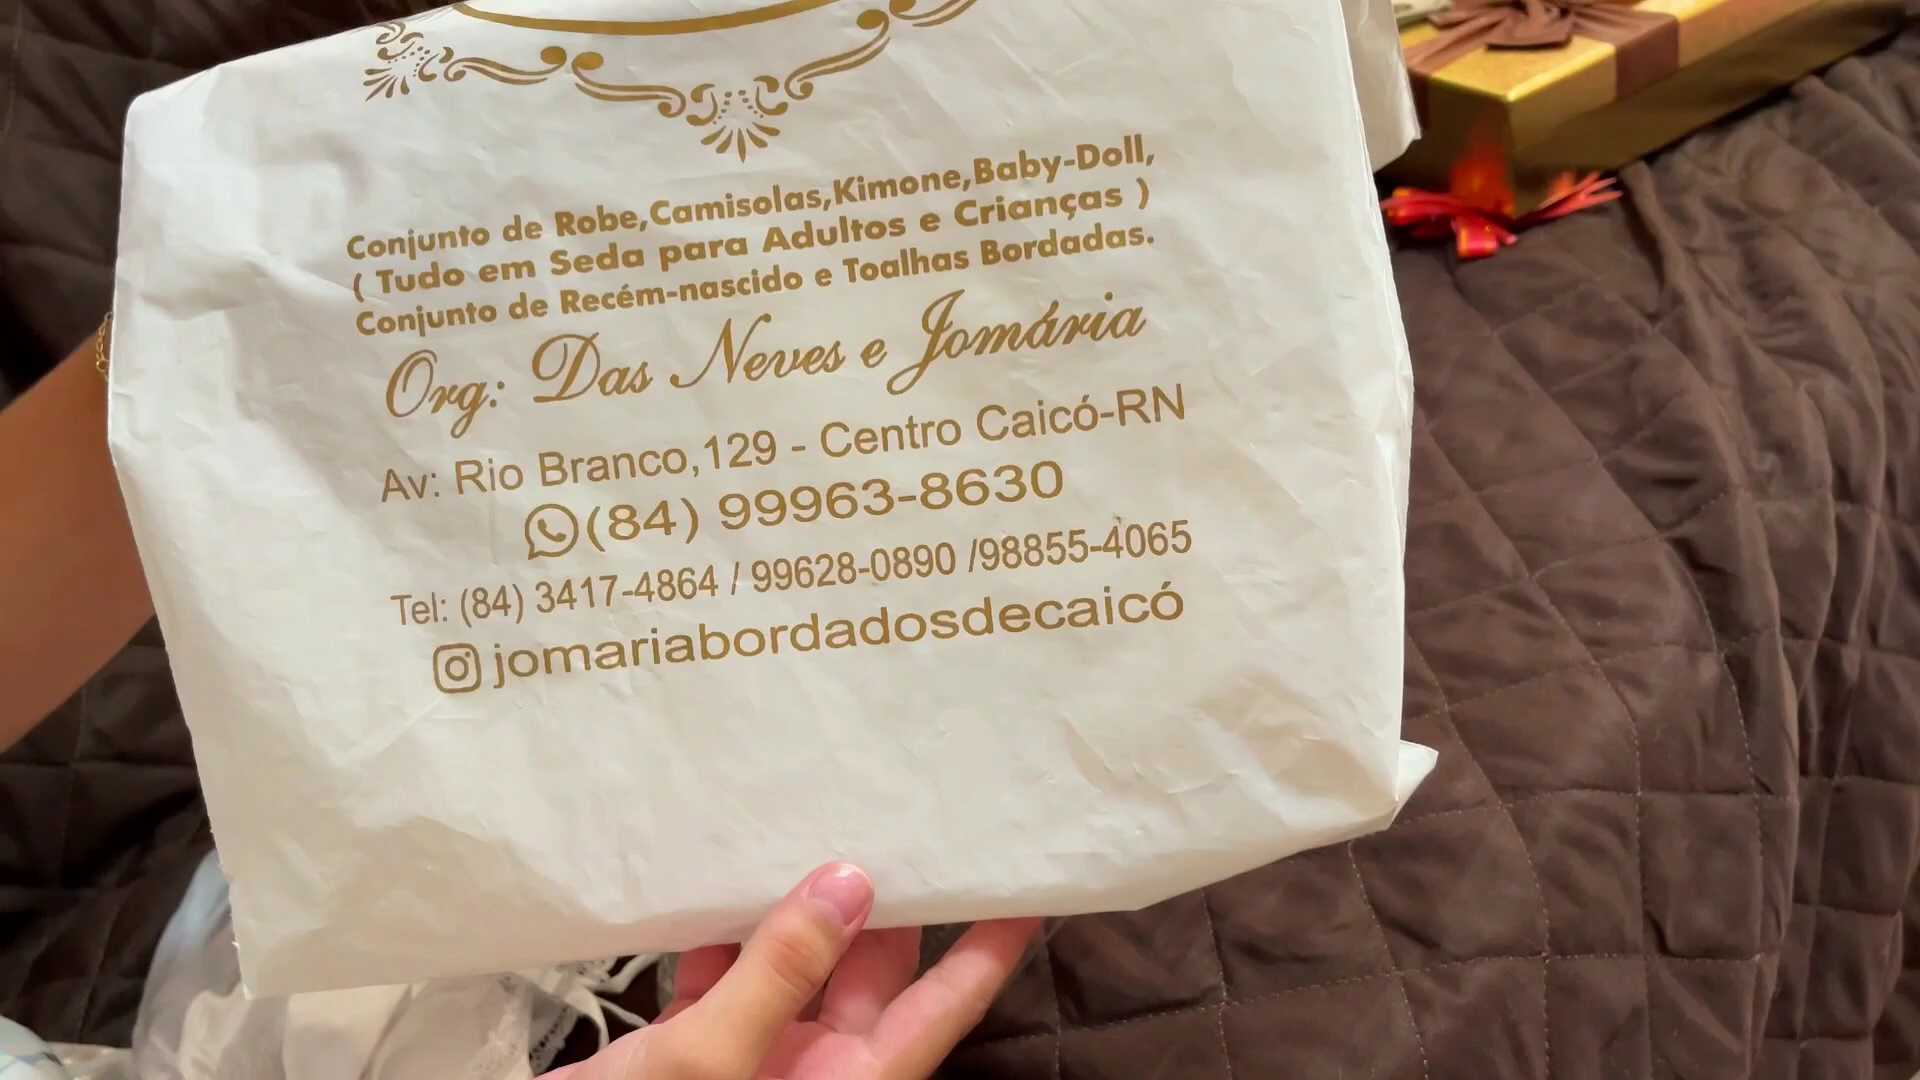 Conjunto de Robe,Camisolas,Kimone,Baby-Doll,
( Tudo em Seda para Adultos e Crianças )
Conjunto de Recém-nascido e Toalhas Bordadas.
Org: Das Neves e Jomária
Av: Rio Branco,129 - Centro Caicó-RN
(84) 99963-8630
Tel: (84) 3417-4864 / 99628-0890 /98855-4065
jomariabordadosdecaicó